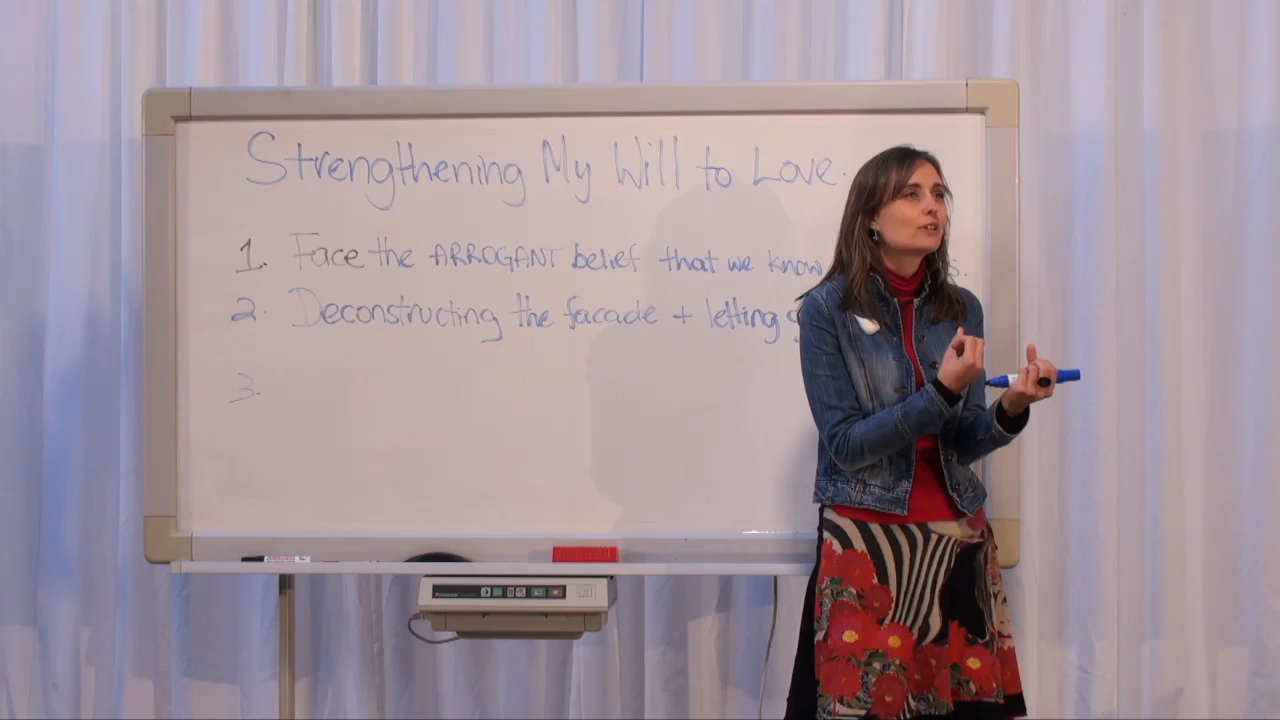 Strengthening My Will to Love.
1. Face the ARROGANT belief that we know s.
2. Deconstructing the facade + letting g
3.
Panasonic